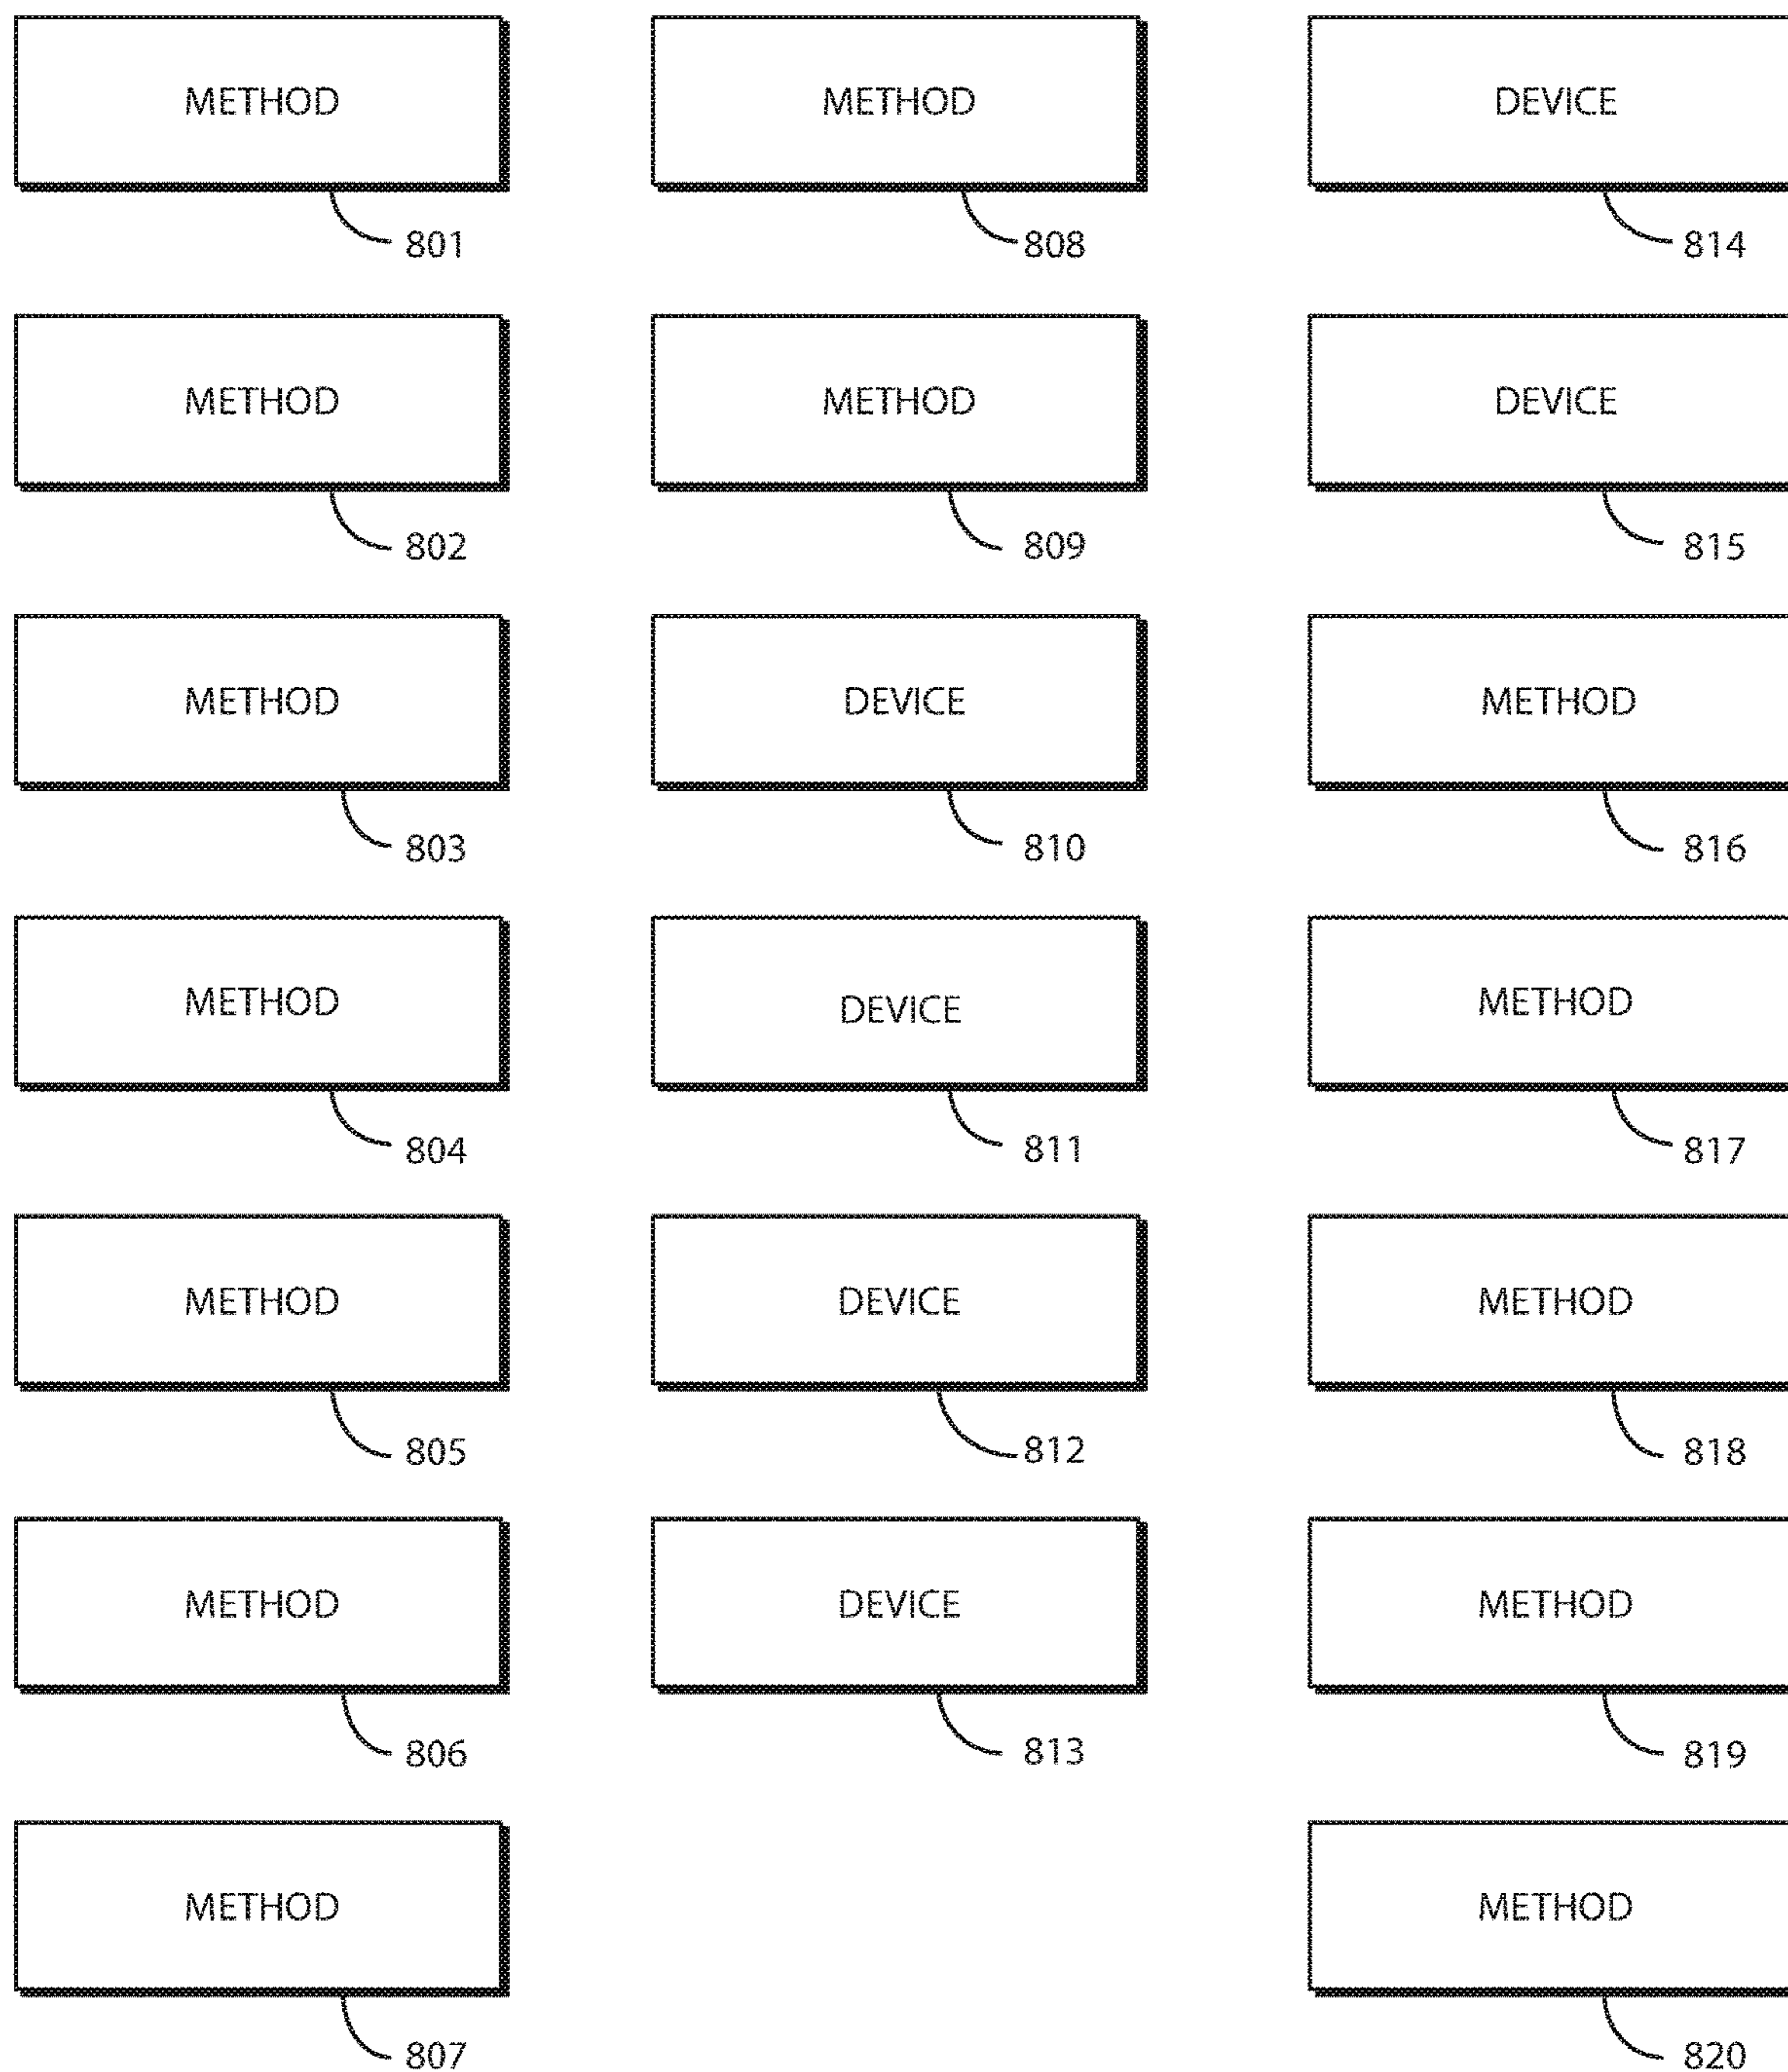 METHOD
801
METHOD
802
METHOD
803
METHOD
804
METHOD
805
METHOD
806
METHOD
807
METHOD
808
METHOD
809
DEVICE
810
DEVICE
811
DEVICE
812
DEVICE
813
DEVICE
814
DEVICE
815
METHOD
816
METHOD
817
METHOD
818
METHOD
819
METHOD
820